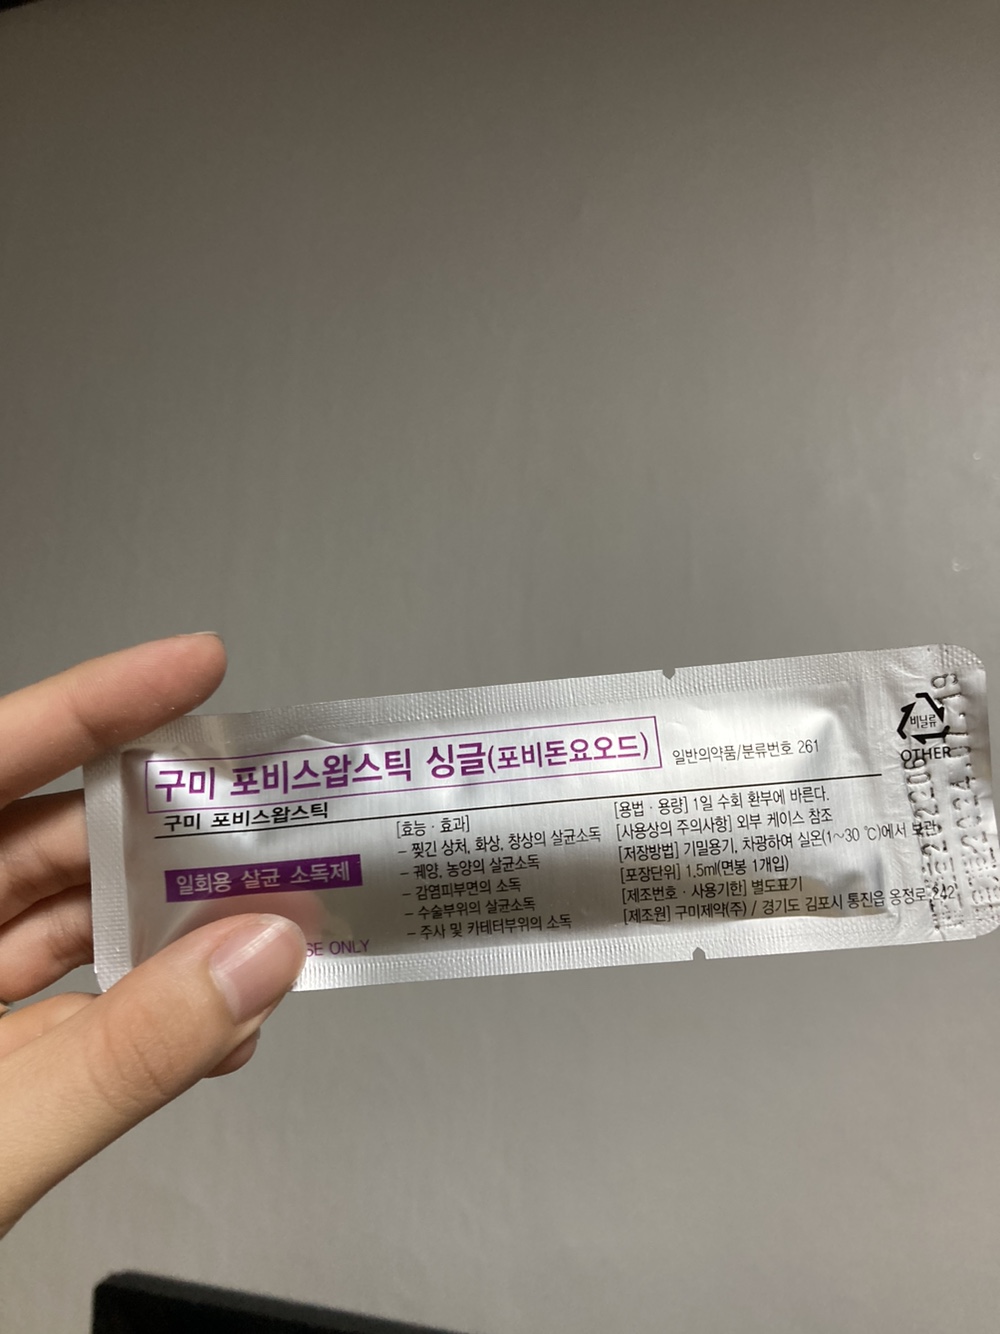 구미 포비스왑스틱 싱글(포비돈요오드)
일반의약품/분류번호 261
구미 포비스왑스틱
일회용 살균 소독제
ONLY
[효능 · 효과]
- 찢긴 상처, 화상, 창상의 살균소독
- 궤양, 농양의 살균소독
- 감염피부면의 소독
- 수술부위의 살균소독
- 주사 및 카테터부위의 소독
[용법 · 용량] 1일 수회 환부에 바른다.
[사용상의 주의사항] 외부 케이스 참조
[저장방법] 기밀용기, 차광하여 실온(1~30 ℃)에서 보관
[포장단위] 1.5ml(면봉 1개입)
[제조번호 · 사용기한] 별도표기
[제조원] 구미제약(주) / 경기도 김포시 통진읍 옹정로 242
비닐류
OTHER